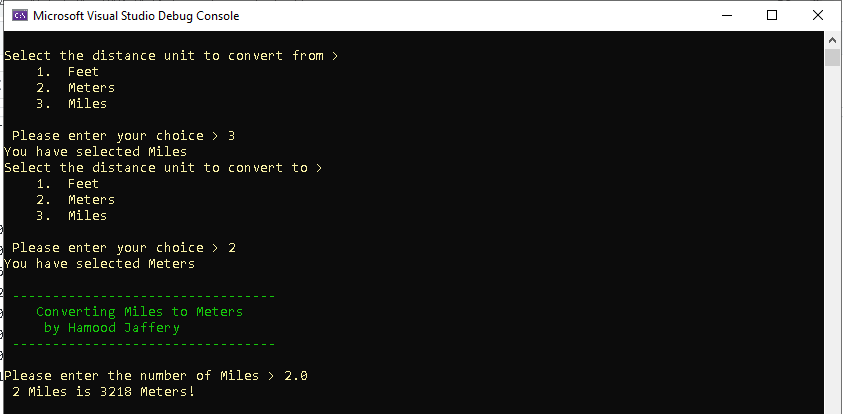 Microsoft Visual Studio Debug Console
Select the distance unit to convert from >
1. Feet
2. Meters
3. Miles
Please enter your choice > 3
You have selected Miles
Select the distance unit to convert to >
1. Feet
2. Meters
3. Miles
Please enter your choice > 2
You have selected Meters
---------------------------------
Converting Miles to Meters
by Hamood Jaffery
---------------------------------
Please enter the number of Miles > 2.0
2 Miles is 3218 Meters!